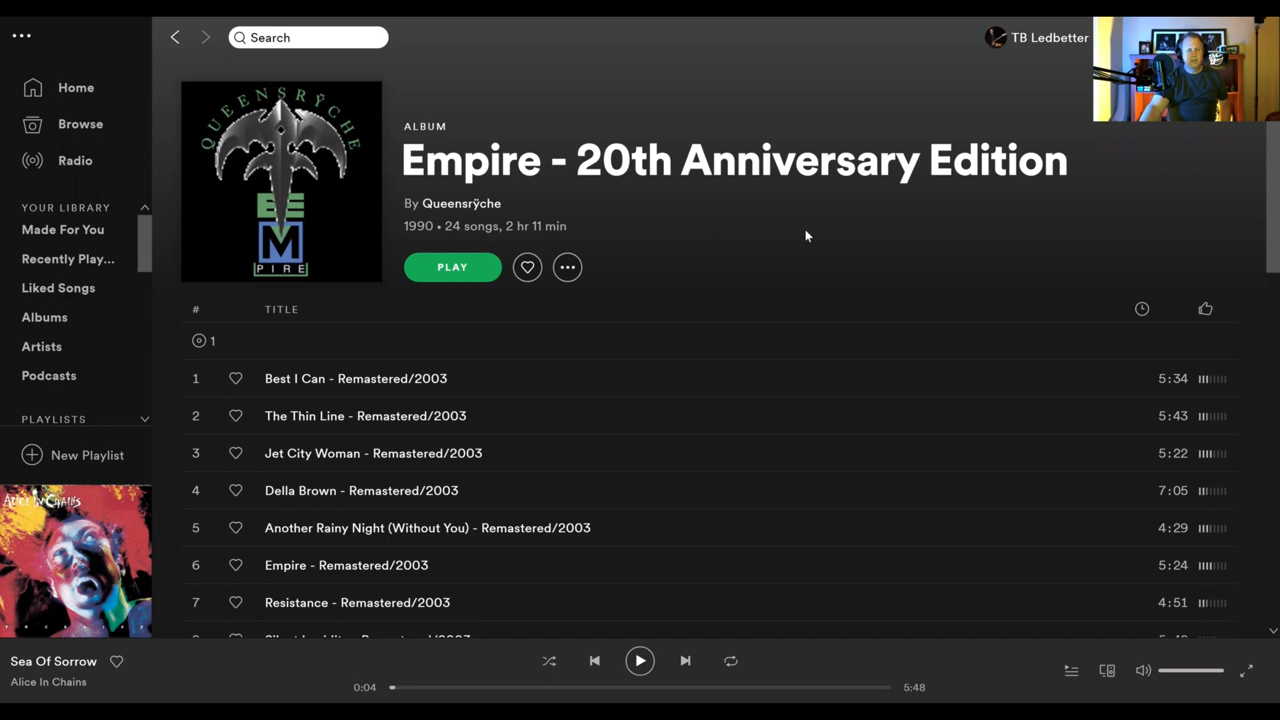 Search
TB Ledbetter
Home
Browse
Radio
YOUR LIBRARY
Made For You
Recently Play...
Liked Songs
Albums
Artists
Podcasts
PLAYLISTS
New Playlist
ALICE IN CHAINS
FACELIFT
QUEENSRŸCHE
EM
PIRE
ALBUM
Empire - 20th Anniversary Edition
By Queensrÿche
1990 • 24 songs, 2 hr 11 min
PLAY
# TITLE
1
1 Best I Can - Remastered/2003 5:34
2 The Thin Line - Remastered/2003 5:43
3 Jet City Woman - Remastered/2003 5:22
4 Della Brown - Remastered/2003 7:05
5 Another Rainy Night (Without You) - Remastered/2003 4:29
6 Empire - Remastered/2003 5:24
7 Resistance - Remastered/2003 4:51
Sea Of Sorrow
Alice In Chains
0:04
5:48